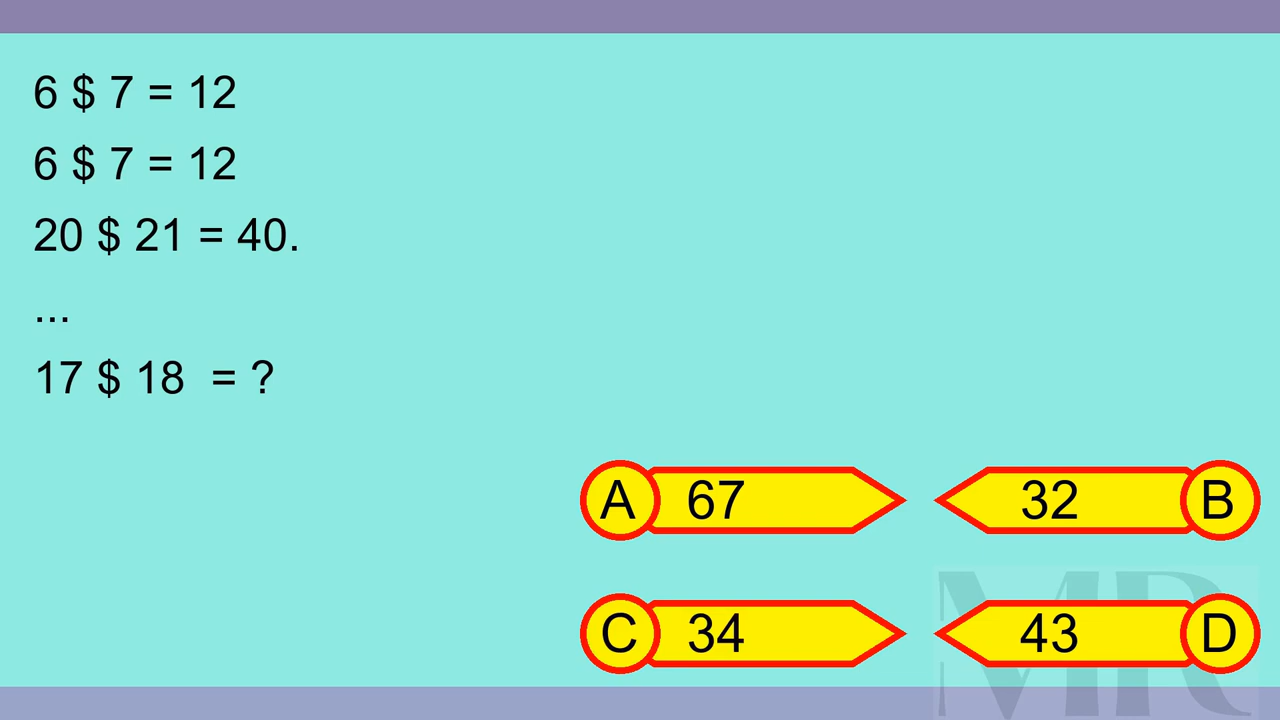 6 $ 7 = 12
6 $ 7 = 12
20 $ 21 = 40.
...
17 $ 18  = ?
A 67
32 B
C 34
43 D
MR